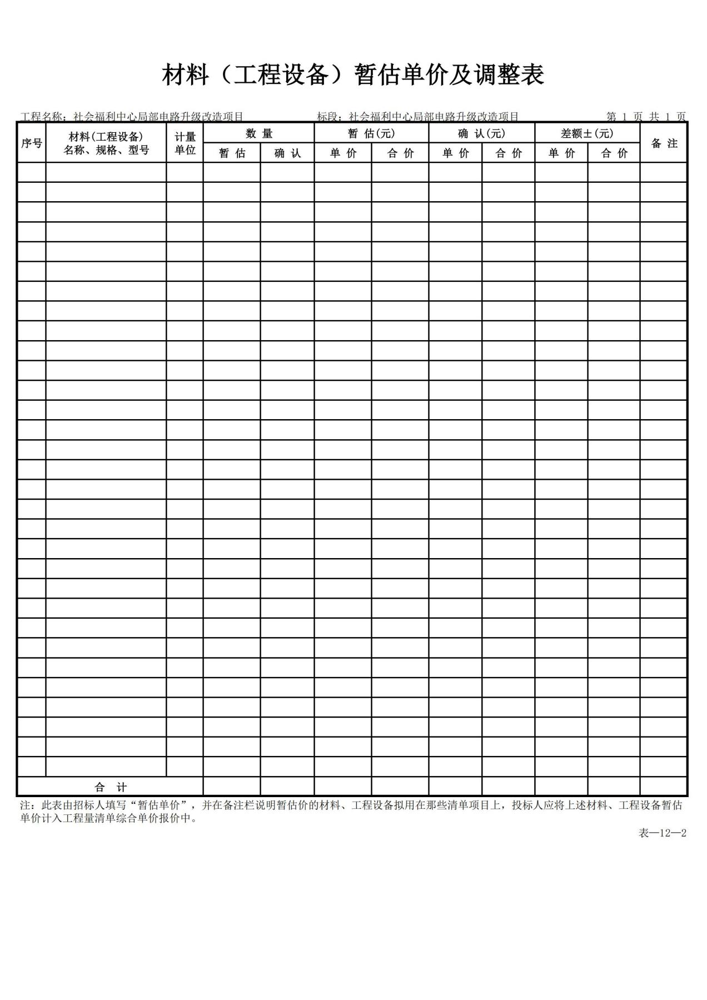 材料（工程设备）暂估单价及调整表
工程名称：社会福利中心局部电路升级改造项目 标段：社会福利中心局部电路升级改造项目 第 1 页 共 1 页
序号 材料(工程设备)名称、规格、型号 计量单位 数 量 暂 估(元) 确 认(元) 差额±(元) 备 注
暂 估 确 认 单 价 合 价 单 价 合 价 单 价 合 价
合 计
注：此表由招标人填写“暂估单价”，并在备注栏说明暂估价的材料、工程设备拟用在那些清单项目上，投标人应将上述材料、工程设备暂估
单价计入工程量清单综合单价报价中。
表—12—2